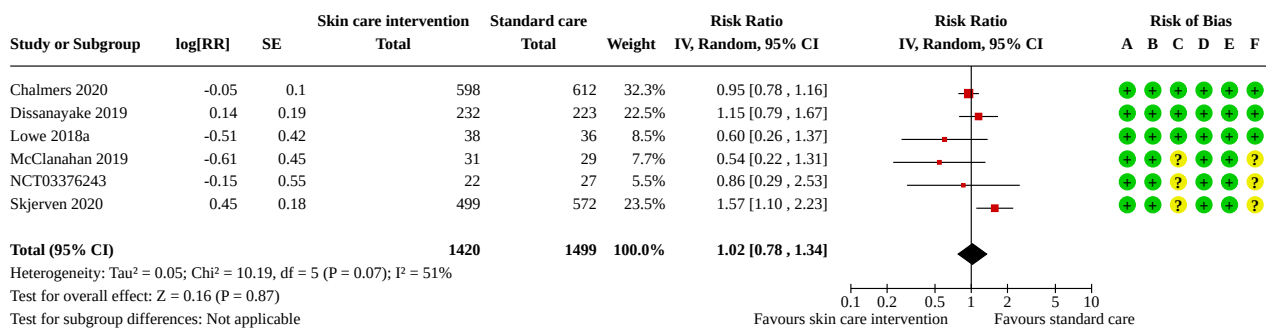 Skin care intervention Standard care Risk Ratio Risk Ratio Risk of Bias
Study or Subgroup log[RR] SE Total Total Weight IV, Random, 95% CI IV, Random, 95% CI A B C D E F
Chalmers 2020 -0.05 0.1 598 612 32.3% 0.95 [0.78 , 1.16] + + + + + +
Dissanayake 2019 0.14 0.19 232 223 22.5% 1.15 [0.79 , 1.67] + + + + + +
Lowe 2018a -0.51 0.42 38 36 8.5% 0.60 [0.26 , 1.37] + + + + + +
McClanahan 2019 -0.61 0.45 31 29 7.7% 0.54 [0.22 , 1.31] + + ? + + ?
NCT03376243 -0.15 0.55 22 27 5.5% 0.86 [0.29 , 2.53] + + ? + + ?
Skjerven 2020 0.45 0.18 499 572 23.5% 1.57 [1.10 , 2.23] + + ? + + ?
Total (95% CI) 1420 1499 100.0% 1.02 [0.78 , 1.34]
Heterogeneity: Tau² = 0.05; Chi² = 10.19, df = 5 (P = 0.07); I² = 51%
Test for overall effect: Z = 0.16 (P = 0.87)
0.1 0.2 0.5 1 2 5 10
Test for subgroup differences: Not applicable
Favours skin care intervention Favours standard care